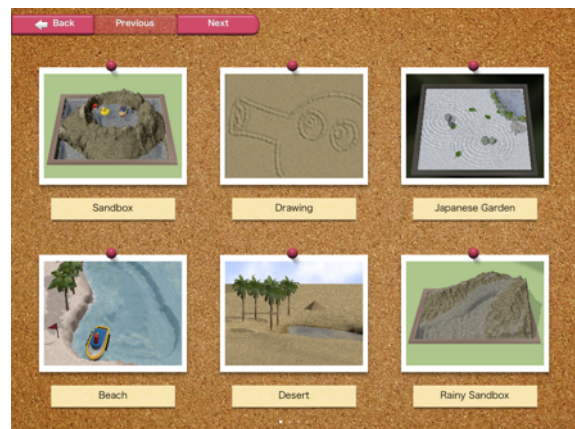 Back
Previous
Next
Sandbox
Drawing
Japanese Garden
Beach
Desert
Rainy Sandbox